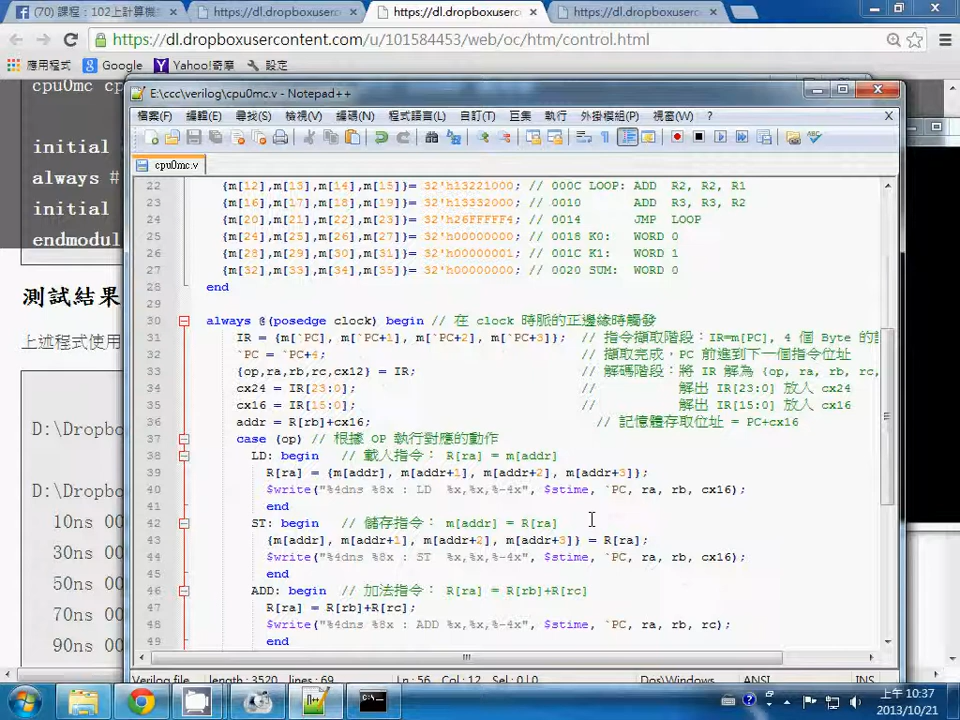 (70) 課程：102上計算機
https://dl.dropboxuser
https://dl.dropboxuserc
https://dl.dropboxuserc
https://dl.dropboxusercontent.com/u/101584453/web/oc/htm/control.html
應用程式 Google Yahoo!奇摩 設定
cpu0mc cp
initial
always #
initial
endmodul
測試結果
上述程式使用
D:\Dropbo
D:\Dropbo
10ns 00
30ns 00
50ns 00
70ns 00
90ns 00
E:\ccc\verilog\cpu0mc.v - Notepad++
檔案(F) 編輯(E) 尋找(S) 檢視(V) 編碼(N) 程式語言(L) 設定(T) 巨集 執行 外掛模組(P) 視窗(W) ? X
cpu0mc.v
22 {m[12],m[13],m[14],m[15]}= 32'h13221000; // 000C LOOP: ADD R2, R2, R1
23 {m[16],m[17],m[18],m[19]}= 32'h13332000; // 0010 ADD R3, R3, R2
24 {m[20],m[21],m[22],m[23]}= 32'h26FFFFF4; // 0014 JMP LOOP
25 {m[24],m[25],m[26],m[27]}= 32'h00000000; // 0018 K0: WORD 0
26 {m[28],m[29],m[30],m[31]}= 32'h00000001; // 001C K1: WORD 1
27 {m[32],m[33],m[34],m[35]}= 32'h00000000; // 0020 SUM: WORD 0
28 end
29
30 always @(posedge clock) begin // 在 clock 時脈的正邊緣時觸發
31 IR = {m[`PC], m[`PC+1], m[`PC+2], m[`PC+3]}; // 指令擷取階段：IR=m[PC], 4 個 Byte 的記
32 `PC = `PC+4; // 擷取完成，PC 前進到下一個指令位址
33 {op,ra,rb,rc,cx12} = IR; // 解碼階段：將 IR 解為 {op, ra, rb, rc,
34 cx24 = IR[23:0]; // 解出 IR[23:0] 放入 cx24
35 cx16 = IR[15:0]; // 解出 IR[15:0] 放入 cx16
36 addr = R[rb]+cx16; // 記憶體存取位址 = PC+cx16
37 case (op) // 根據 OP 執行對應的動作
38 LD: begin // 載入指令： R[ra] = m[addr]
39 R[ra] = {m[addr], m[addr+1], m[addr+2], m[addr+3]};
40 $write("%4dns %8x : LD %x,%x,%-4x", $stime, `PC, ra, rb, cx16);
41 end
42 ST: begin // 儲存指令： m[addr] = R[ra]
43 {m[addr], m[addr+1], m[addr+2], m[addr+3]} = R[ra];
44 $write("%4dns %8x : ST %x,%x,%-4x", $stime, `PC, ra, rb, cx16);
45 end
46 ADD: begin // 加法指令： R[ra] = R[rb]+R[rc]
47 R[ra] = R[rb]+R[rc];
48 $write("%4dns %8x : ADD %x,%x,%-4x", $stime, `PC, ra, rb, rc);
49 end
Verilog file length : 3520 lines : 69 Ln : 56 Col : 12 Sel : 0 | 0 Dos\Windows ANSI INS
上午 10:37
2013/10/21